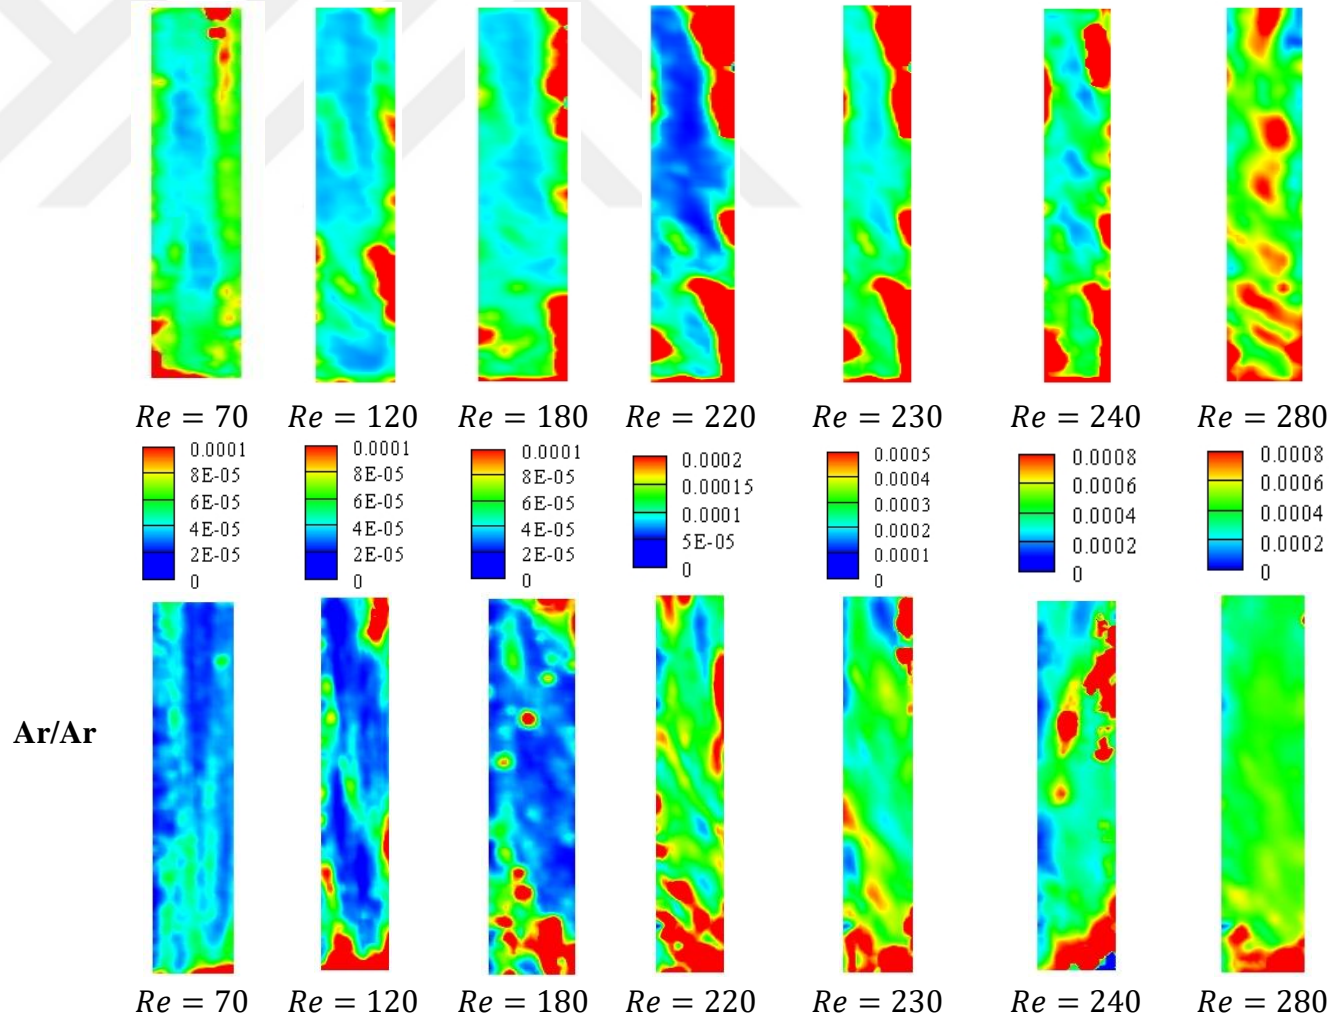 Re = 70 Re = 120 Re = 180 Re = 220 Re = 230 Re = 240 Re = 280
0.0001 0.0001 0.0001 0.0002 0.0005 0.0008 0.0008
8E-05 8E-05 8E-05 0.00015 0.0004 0.0006 0.0006
6E-05 6E-05 6E-05 0.0001 0.0003 0.0004 0.0004
4E-05 4E-05 4E-05 5E-05 0.0002 0.0002 0.0002
2E-05 2E-05 2E-05 0 0.0001 0 0
0 0 0 0
Ar/Ar
Re = 70 Re = 120 Re = 180 Re = 220 Re = 230 Re = 240 Re = 280